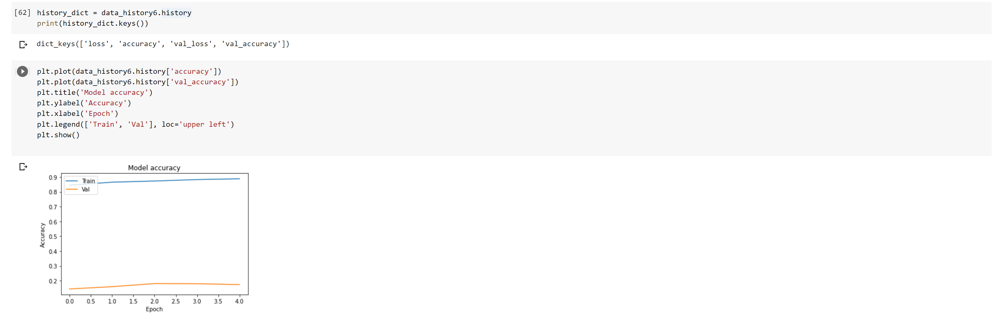 [62] history_dict = data_history6.history
print(history_dict.keys())
dict_keys(['loss', 'accuracy', 'val_loss', 'val_accuracy'])
plt.plot(data_history6.history['accuracy'])
plt.plot(data_history6.history['val_accuracy'])
plt.title('Model accuracy')
plt.ylabel('Accuracy')
plt.xlabel('Epoch')
plt.legend(['Train', 'Val'], loc='upper left')
plt.show()
Model accuracy
Train
Val
0.9
0.8
0.7
0.6
0.5
0.4
0.3
0.2
Accuracy
0.0 0.5 1.0 1.5 2.0 2.5 3.0 3.5 4.0
Epoch